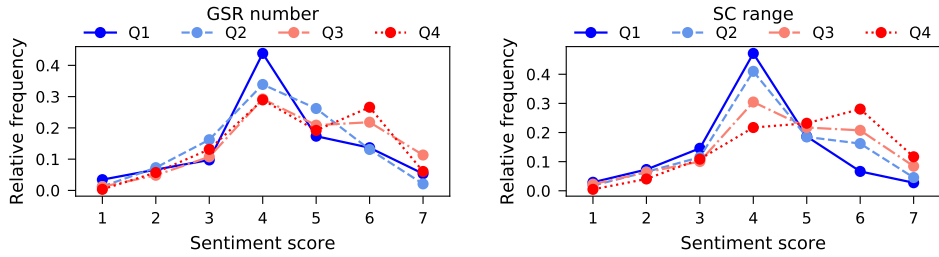 GSR number
Q1 Q2 Q3 Q4
Relative frequency
0.4
0.3
0.2
0.1
0.0
1 2 3 4 5 6 7
Sentiment score
SC range
Q1 Q2 Q3 Q4
Relative frequency
0.4
0.3
0.2
0.1
0.0
1 2 3 4 5 6 7
Sentiment score